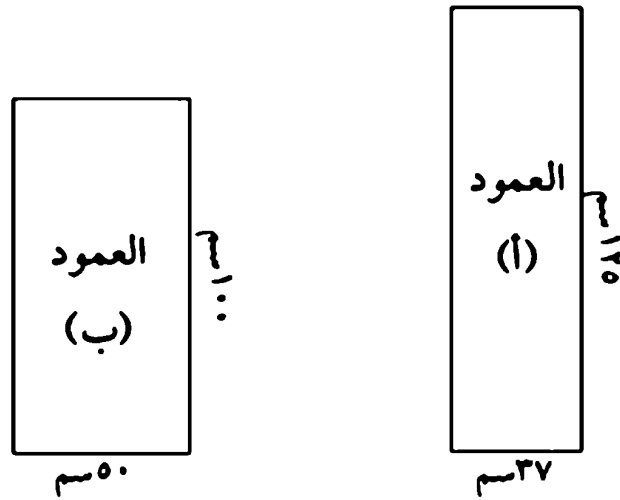 العمود
(أ)
١٢٥سم
٣٧سم
العمود
(ب)
١٠٠سم
٥٠سم